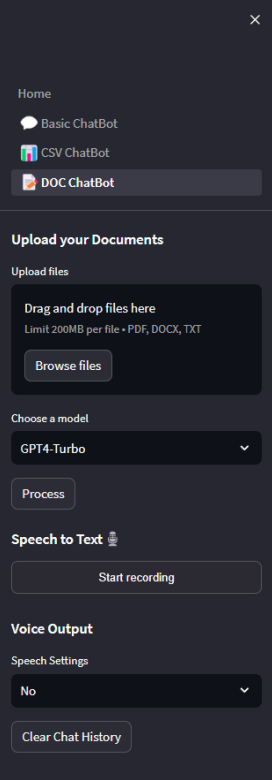 Home
Basic ChatBot
CSV ChatBot
DOC ChatBot
Upload your Documents
Upload files
Drag and drop files here
Limit 200MB per file • PDF, DOCX, TXT
Browse files
Choose a model
GPT4-Turbo
Process
Speech to Text
Start recording
Voice Output
Speech Settings
No
Clear Chat History